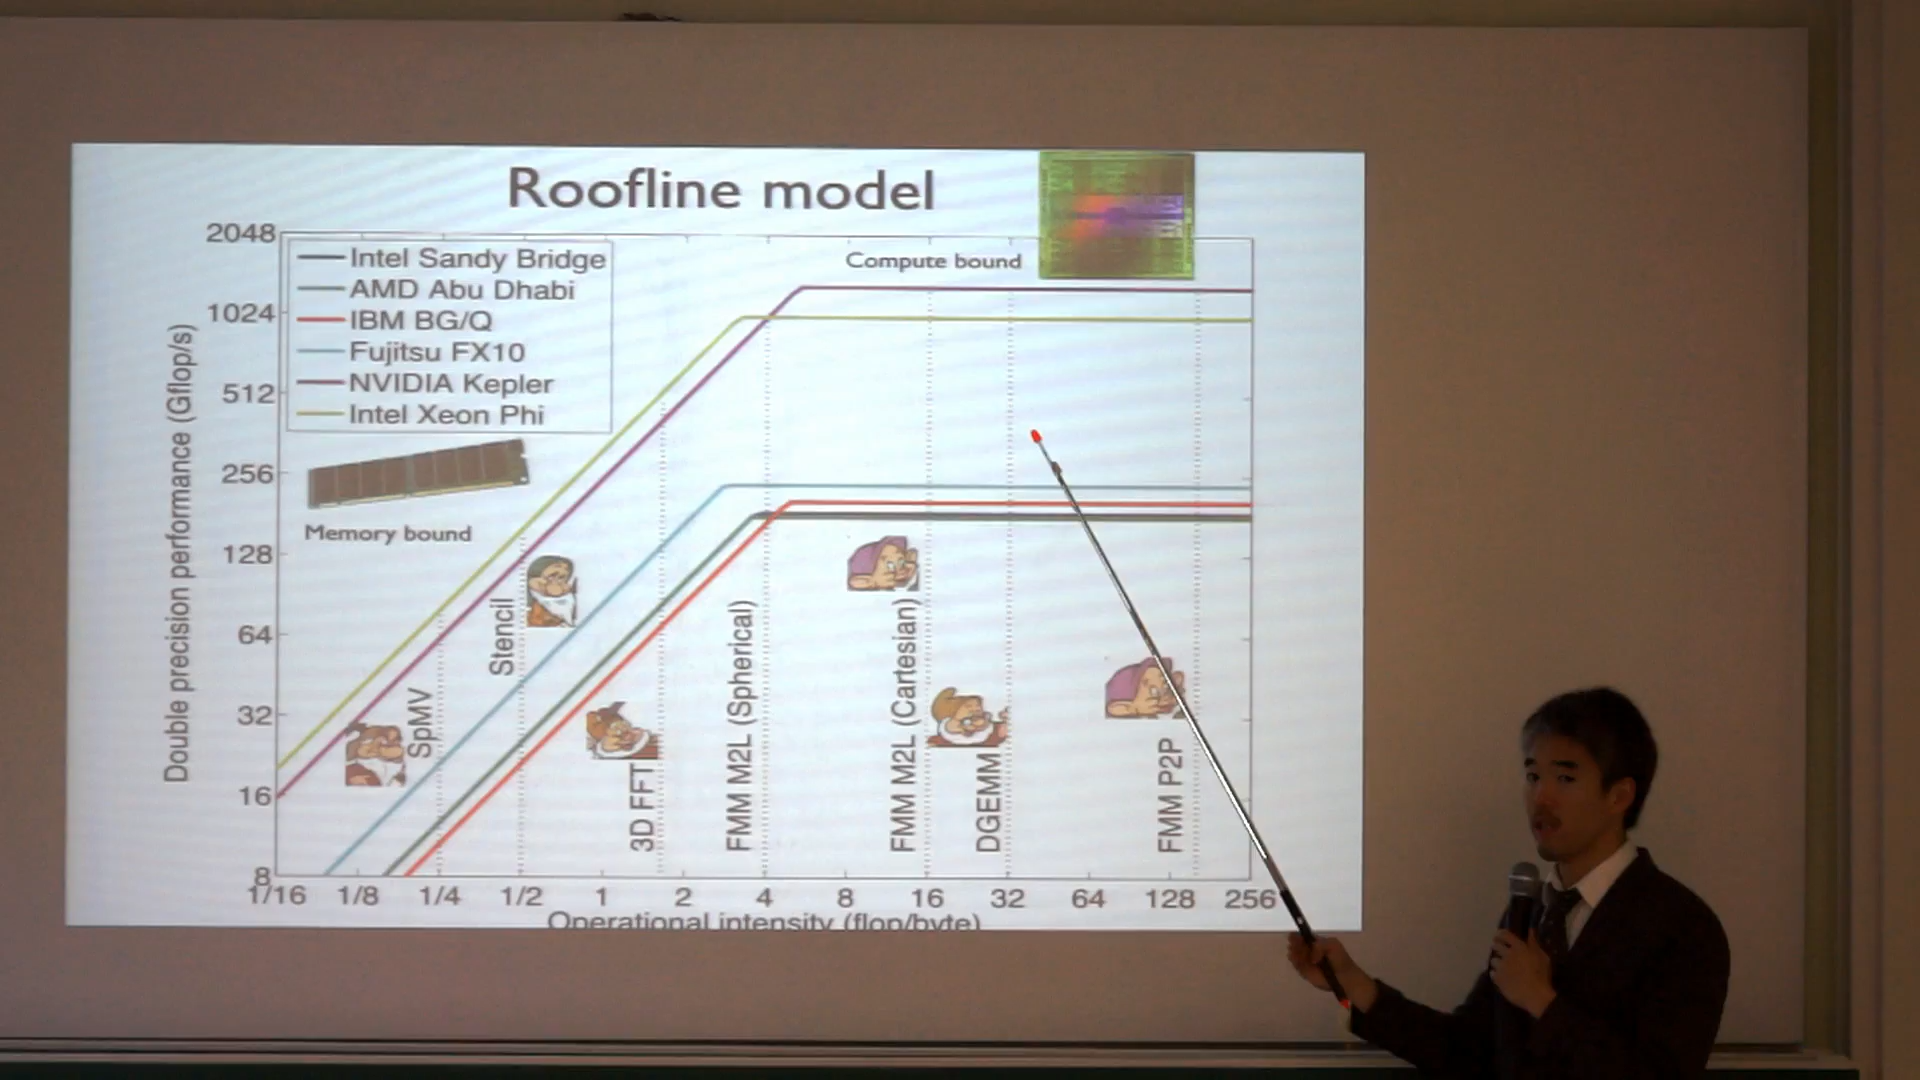 Roofline model
2048
1024
512
256
128
64
32
16
8
Double precision performance (Gflop/s)
Intel Sandy Bridge
AMD Abu Dhabi
IBM BG/Q
Fujitsu FX10
NVIDIA Kepler
Intel Xeon Phi
Compute bound
Memory bound
SpMV
Stencil
3D FFT
FMM M2L (Spherical)
FMM M2L (Cartesian)
DGEMM
FMM P2P
1/16 1/8 1/4 1/2 1 2 4 8 16 32 64 128 256
Operational intensity (flop/byte)